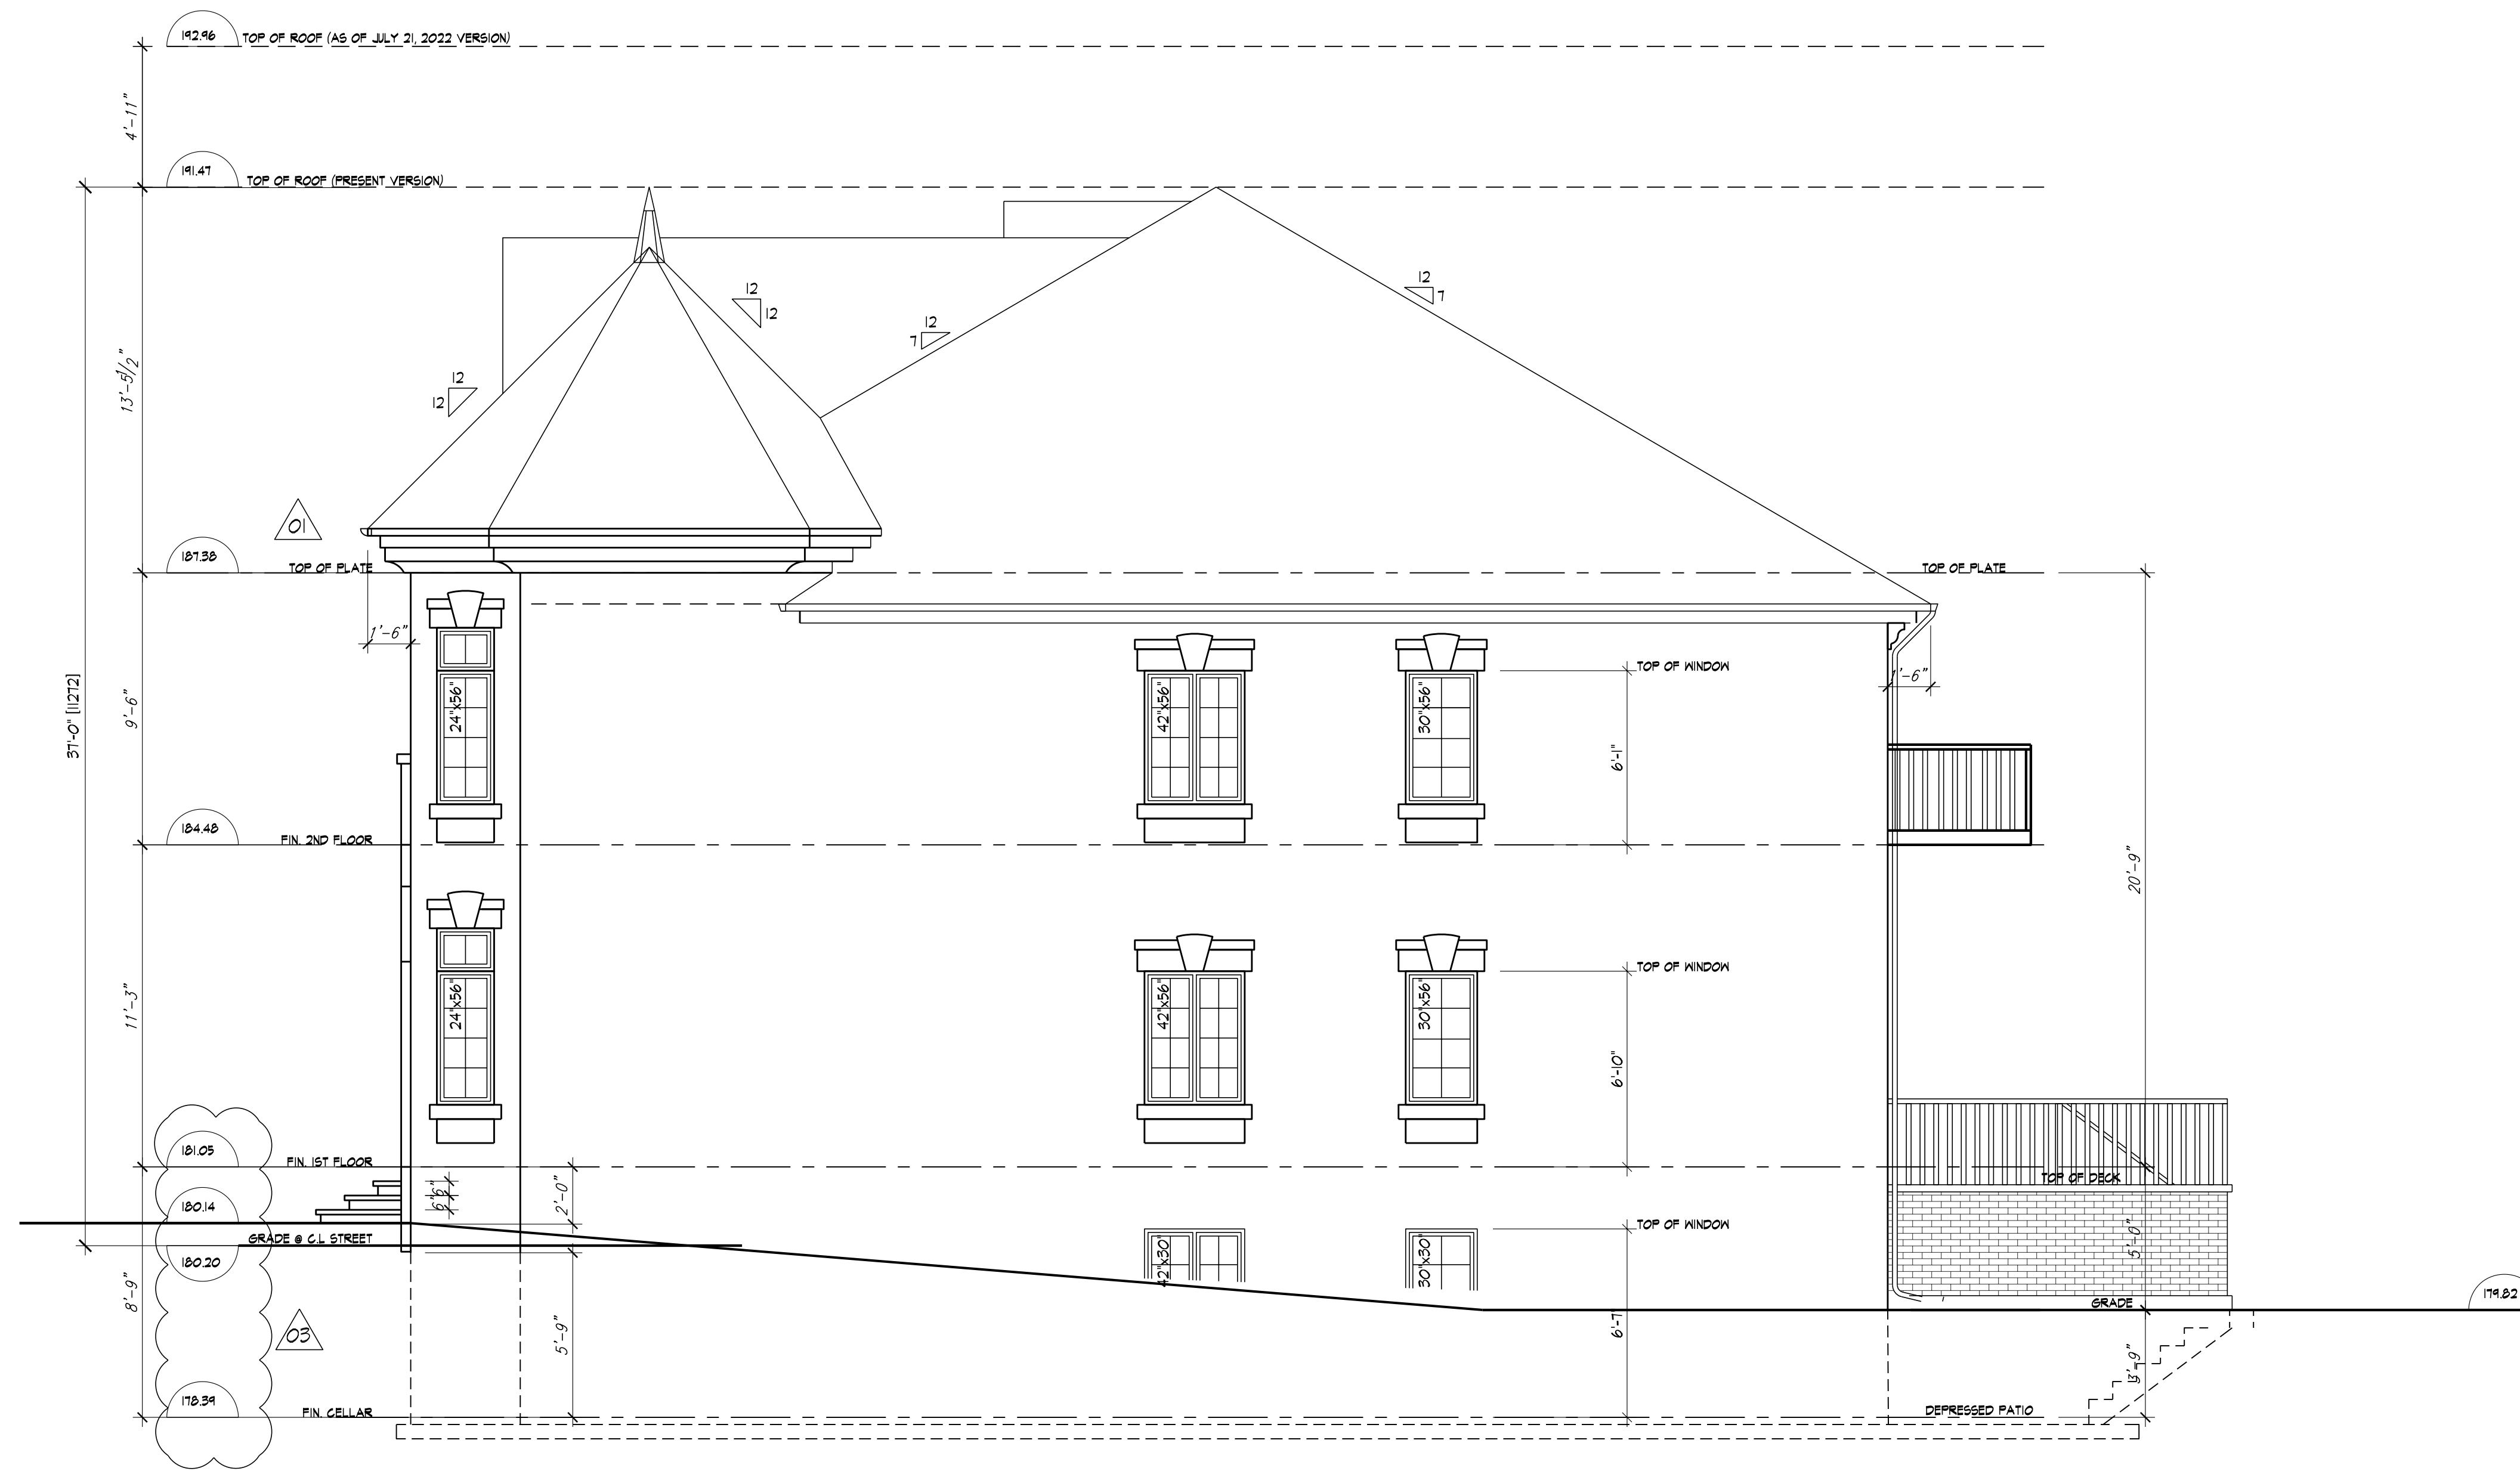 192.96
TOP OF ROOF (AS OF JULY 21, 2022 VERSION)
4'-11"
191.47
TOP OF ROOF (PRESENT VERSION)
12
7
12
12
12
7
12
12
13'-5 1/2"
01
187.38
TOP OF PLATE
TOP OF PLATE
1'-6"
TOP OF WINDOW
1'-6"
24"x56"
42"x56"
30"x56"
37'-0" [11272]
9'-6"
6'-1"
184.48
FIN. 2ND FLOOR
20'-9"
TOP OF WINDOW
24"x56"
42"x56"
30"x56"
11'-3"
6'-10"
181.05
FIN. 1ST FLOOR
TOP OF DECK
6"
6"
2'-0"
180.14
TOP OF WINDOW
GRADE @ C.L STREET
5'-0"
180.20
42"x30"
30"x30"
8'-9"
179.82
GRADE
03
5'-9"
6'-7"
3'-9"
178.39
FIN. CELLAR
DEPRESSED PATIO